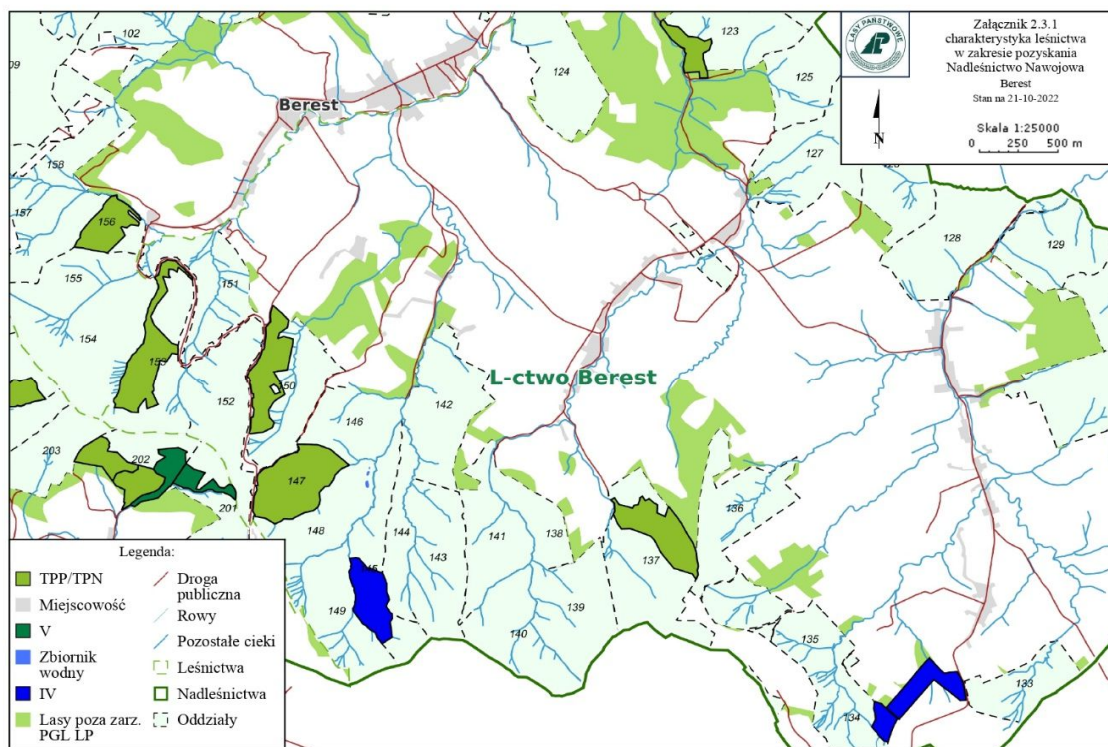 LASY PAŃSTWOWE
Załącznik 2.3.1
charakterystyka leśnictwa
w zakresie pozyskania
Nadleśnictwo Nawojowa
Berest
Stan na 21-10-2022
Skala 1:25000
0 250 500 m
N
102
123
124
125
Berest
127
158
157
156
128
129
155
151
154
153
150
152
L-ctwo Berest
142
146
203
202
147
201
148
144
143
141
138
137
136
149
139
140
135
134
133
Legenda:
TPP/TPN
Miejscowość
V
Zbiornik
wodny
IV
Lasy poza zarz.
PGL LP
Droga
publiczna
Rowy
Pozostałe cieki
Leśnictwa
Nadleśnictwa
Oddziały